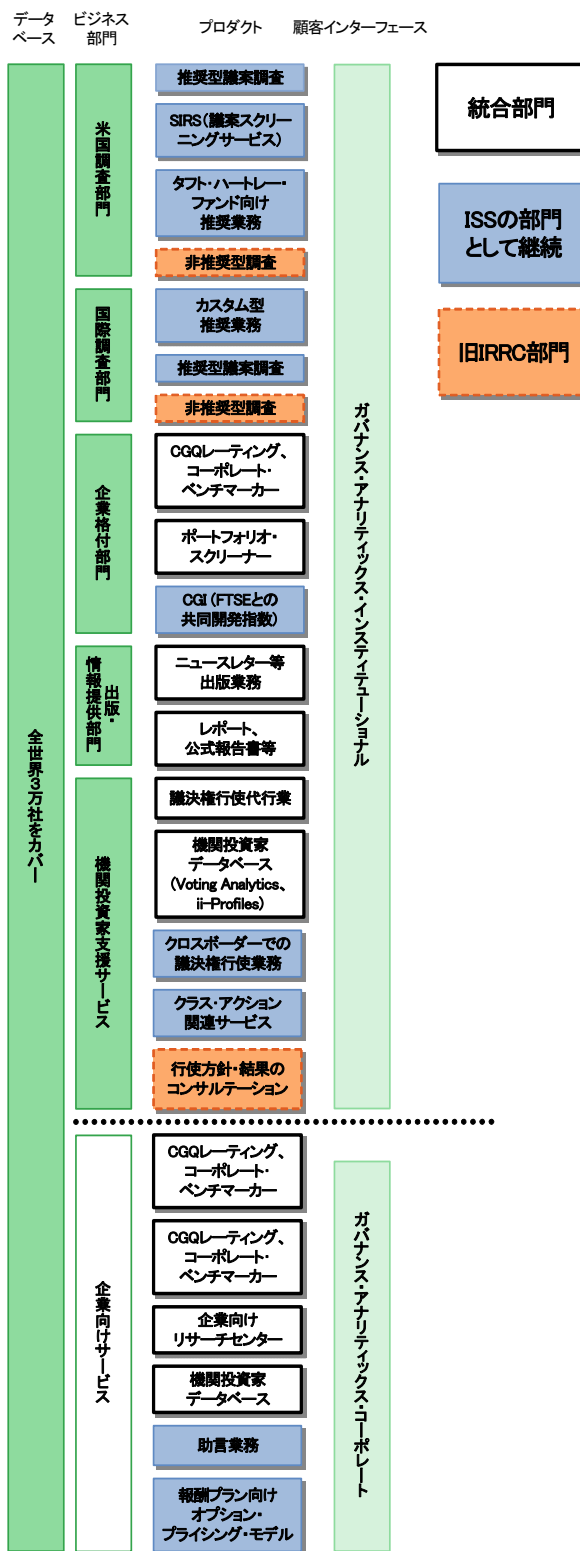 データ
ベース
ビジネス
部門
プロダクト
顧客インターフェース
全世界3万社をカバー
米国調査部門
推奨型議案調査
SIRS(議案スクリー
ニングサービス)
タフト・ハートレー・
ファンド向け
推奨業務
非推奨型調査
国際調査部門
カスタム型
推奨業務
推奨型議案調査
非推奨型調査
企業格付部門
CGQレーティング、
コーポレート・
ベンチマーカー
ポートフォリオ・
スクリーナー
CGI (FTSEとの
共同開発指数)
出版・
情報提供部門
ニュースレター等
出版業務
レポート、
公式報告書等
機関投資家支援サービス
議決権行使代行業
機関投資家
データベース
(Voting Analytics、
ii-Profiles)
クロスボーダーでの
議決権行使業務
クラス・アクション
関連サービス
行使方針・結果の
コンサルテーション
ガバナンス・アナリティックス・インスティテューショナル
企業向けサービス
CGQレーティング、
コーポレート・
ベンチマーカー
CGQレーティング、
コーポレート・
ベンチマーカー
企業向け
リサーチセンター
機関投資家
データベース
助言業務
報酬プラン向け
オプション・
プライシング・モデル
ガバナンス・アナリティックス・コーポレート
統合部門
ISSの部門
として継続
旧IRRC部門